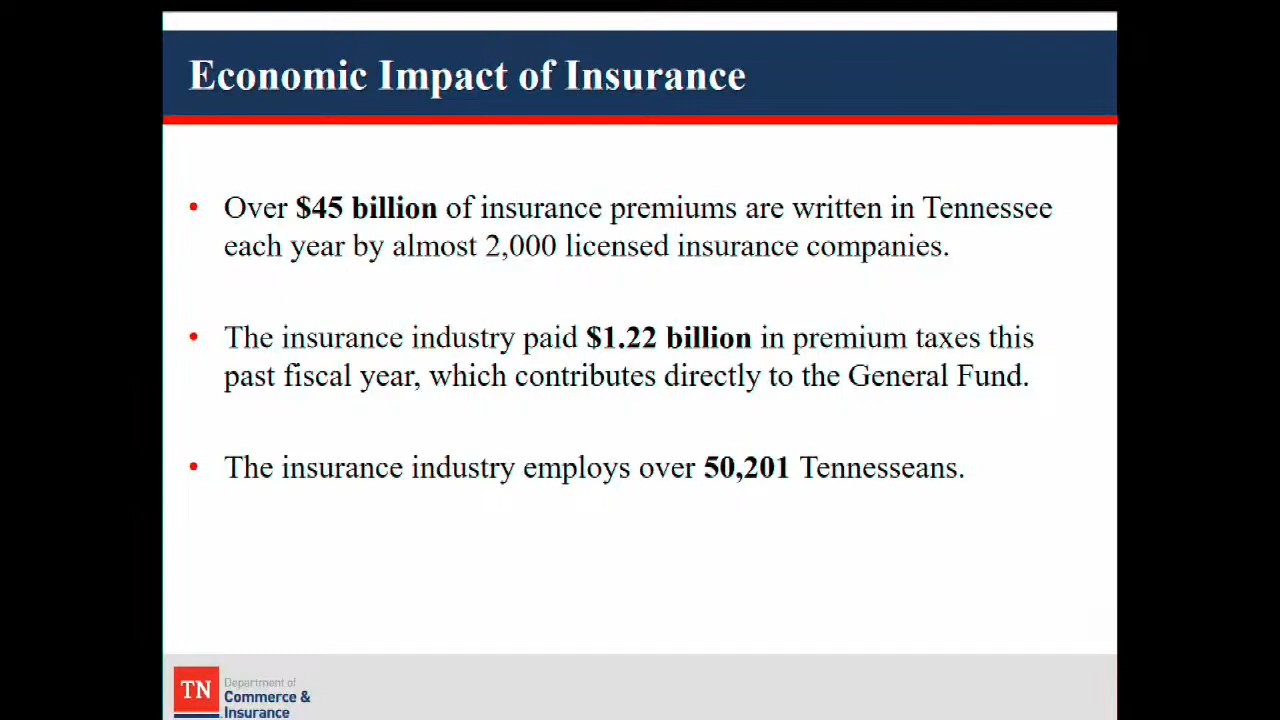 Economic Impact of Insurance
• Over $45 billion of insurance premiums are written in Tennessee
each year by almost 2,000 licensed insurance companies.
• The insurance industry paid $1.22 billion in premium taxes this
past fiscal year, which contributes directly to the General Fund.
• The insurance industry employs over 50,201 Tennesseans.
TN
Department of
Commerce &
Insurance